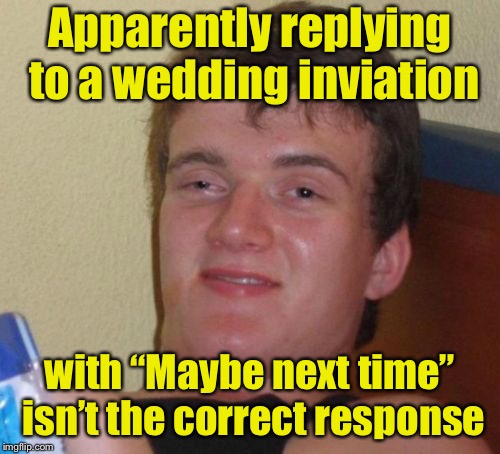 Apparently replying
to a wedding inviation
with “Maybe next time”
isn’t the correct response
imgflip.com